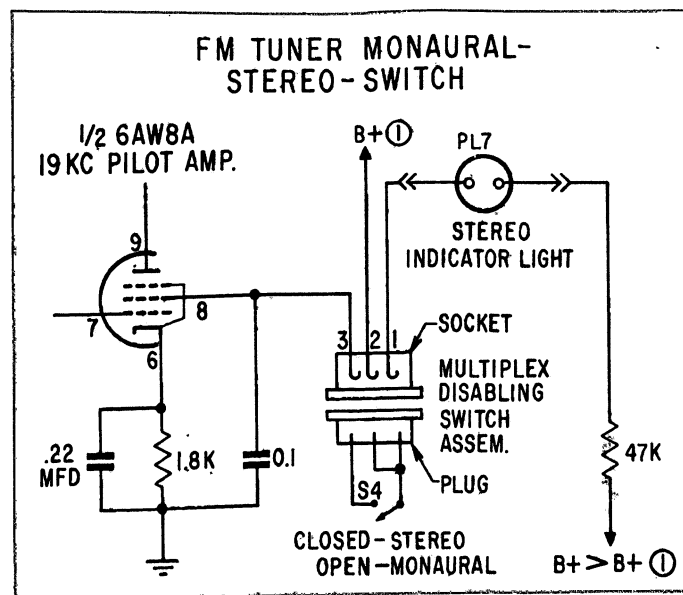 FM TUNER MONAURAL-
STEREO-SWITCH
1/2 6AW8A
19KC PILOT AMP.
B+①
PL7
STEREO
INDICATOR LIGHT
9
7
8
6
3 2 1
SOCKET
MULTIPLEX
DISABLING
SWITCH
ASSEM.
PLUG
.22
MFD
1.8K
0.1
S4
47K
CLOSED-STEREO
OPEN-MONAURAL
B+>B+①